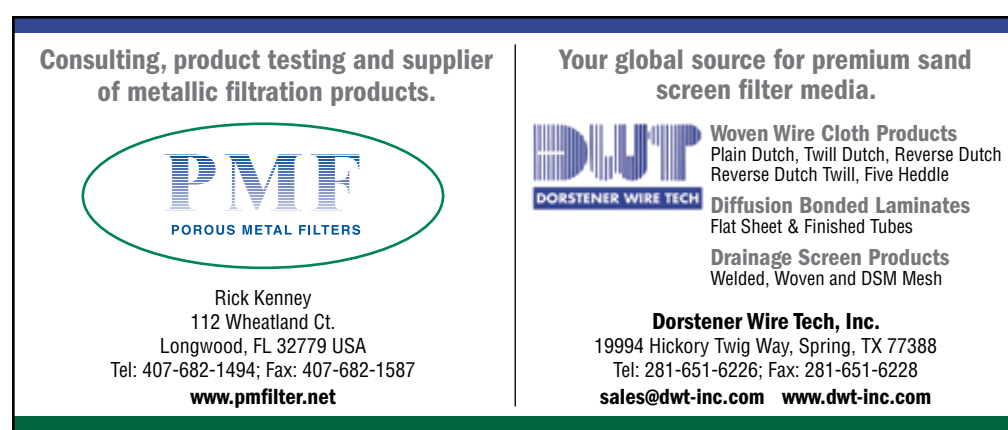 Consulting, product testing and supplier
of metallic filtration products.
PMF
POROUS METAL FILTERS
Rick Kenney
112 Wheatland Ct.
Longwood, FL 32779 USA
Tel: 407-682-1494; Fax: 407-682-1587
www.pmfilter.net
Your global source for premium sand
screen filter media.
DWT
DORSTENER WIRE TECH
Woven Wire Cloth Products
Plain Dutch, Twill Dutch, Reverse Dutch
Reverse Dutch Twill, Five Heddle
Diffusion Bonded Laminates
Flat Sheet & Finished Tubes
Drainage Screen Products
Welded, Woven and DSM Mesh
Dorstener Wire Tech, Inc.
19994 Hickory Twig Way, Spring, TX 77388
Tel: 281-651-6226; Fax: 281-651-6228
sales@dwt-inc.com www.dwt-inc.com